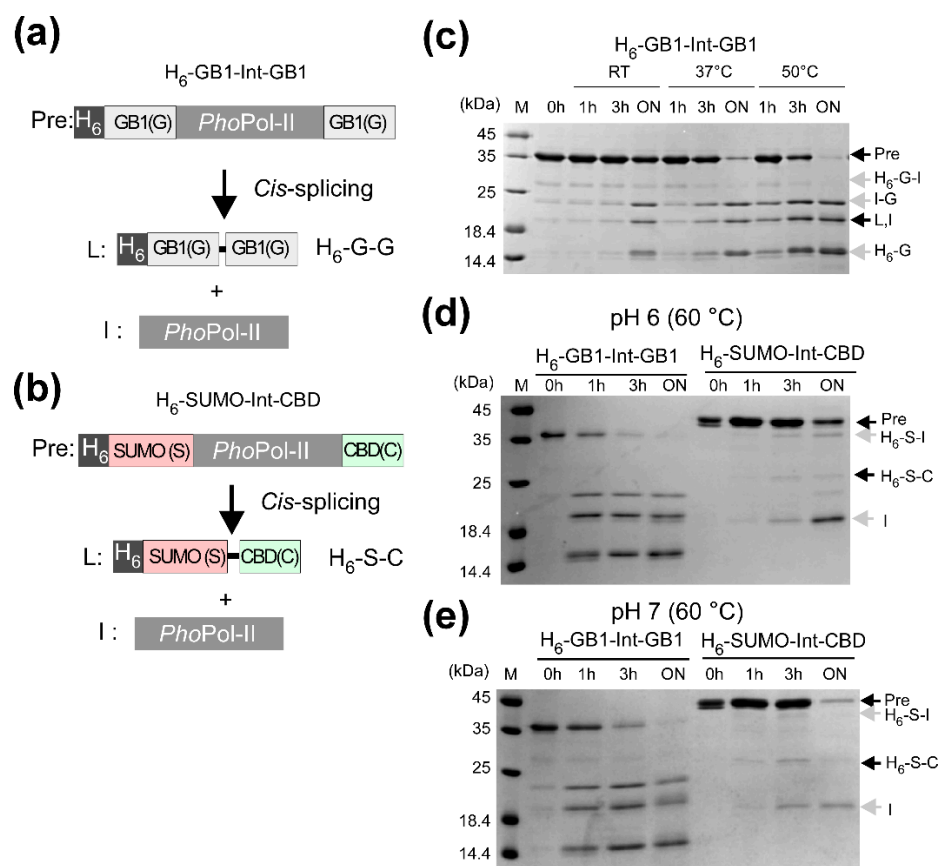 (a)
H6-GB1-Int-GB1
Pre: H6 GB1(G) PhoPol-II GB1(G)
Cis-splicing
L: H6 GB1(G) GB1(G) H6-G-G
+
I : PhoPol-II
(b)
H6-SUMO-Int-CBD
Pre: H6 SUMO (S) PhoPol-II CBD(C)
Cis-splicing
L: H6 SUMO (S) CBD(C) H6-S-C
+
I : PhoPol-II
(c)
H6-GB1-Int-GB1
RT 37°C 50°C
(kDa) M 0h 1h 3h ON 1h 3h ON 1h 3h ON
45
35 Pre
H6-G-I
25 I-G
L,I
18.4
14.4 H6-G
(d) pH 6 (60 °C)
H6-GB1-Int-GB1 H6-SUMO-Int-CBD
(kDa) M 0h 1h 3h ON 0h 1h 3h ON
45 Pre
35 H6-S-I
25 H6-S-C
I
18.4
14.4
(e) pH 7 (60 °C)
H6-GB1-Int-GB1 H6-SUMO-Int-CBD
(kDa) M 0h 1h 3h ON 0h 1h 3h ON
45 Pre
H6-S-I
35
25 H6-S-C
I
18.4
14.4